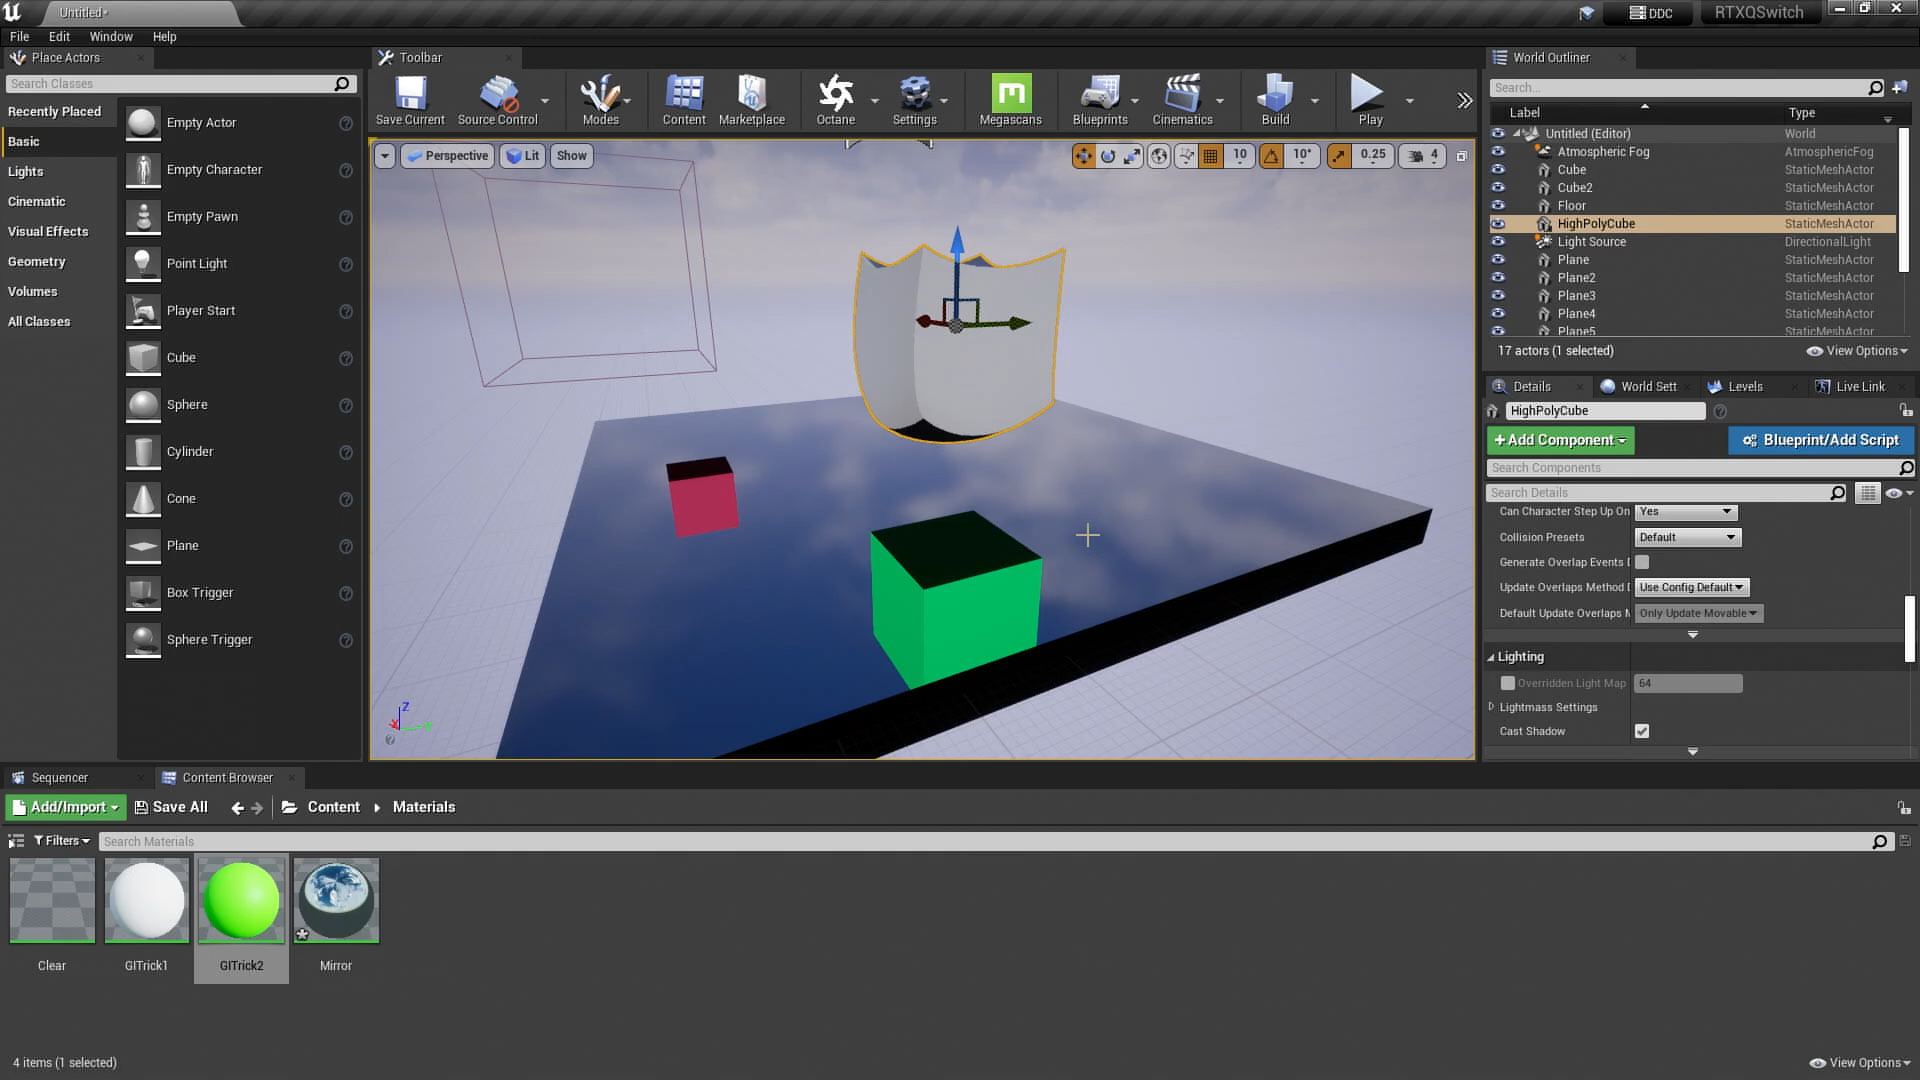 Untitled*
DDC
RTXQSwitch
File
Edit
Window
Help
Place Actors
Search Classes
Recently Placed
Basic
Lights
Cinematic
Visual Effects
Geometry
Volumes
All Classes
Empty Actor
Empty Character
Empty Pawn
Point Light
Player Start
Cube
Sphere
Cylinder
Cone
Plane
Box Trigger
Sphere Trigger
Toolbar
Save Current
Source Control
Modes
Content
Marketplace
Octane
Settings
Megascans
Blueprints
Cinematics
Build
Play
Perspective
Lit
Show
10
10°
0.25
4
Z
World Outliner
Search...
Label
Type
Untitled (Editor) World
Atmospheric Fog AtmosphericFog
Cube StaticMeshActor
Cube2 StaticMeshActor
Floor StaticMeshActor
HighPolyCube StaticMeshActor
Light Source DirectionalLight
Plane StaticMeshActor
Plane2 StaticMeshActor
Plane3 StaticMeshActor
Plane4 StaticMeshActor
Plane5 StaticMeshActor
17 actors (1 selected)
View Options
Details
World Sett
Levels
Live Link
HighPolyCube
+Add Component
Blueprint/Add Script
Search Components
Search Details
Can Character Step Up On Yes
Collision Presets Default
Generate Overlap Events D
Update Overlaps Method D Use Config Default
Default Update Overlaps M Only Update Movable
Lighting
Overridden Light Map 64
Lightmass Settings
Cast Shadow
Sequencer
Content Browser
Add/Import
Save All
Content
Materials
Filters
Search Materials
Clear
GITrick1
GITrick2
Mirror
4 items (1 selected)
View Options